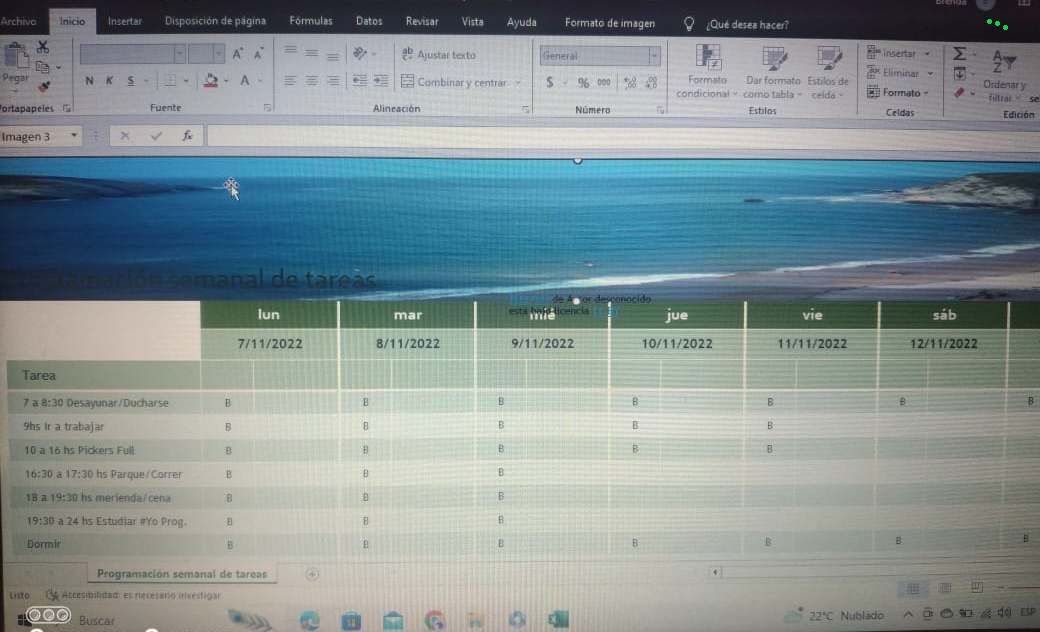 Brenda
Archivo Inicio Insertar Disposición de página Fórmulas Datos Revisar Vista Ayuda Formato de imagen ¿Qué desea hacer?
Pegar
N K S
A A
A
Ajustar texto
Combinar y centrar
General
$ % 000
Formato condicional
Dar formato como tabla
Estilos de celda
Insertar
Eliminar
Formato
Ordenar y filtrar
Portapapeles Fuente Alineación Número Estilos Celdas Edición
Imagen 3 fx
Programación semanal de tareas
de Autor desconocido
está bajo licencia
lun mar mié jue vie sáb
7/11/2022 8/11/2022 9/11/2022 10/11/2022 11/11/2022 12/11/2022
Tarea
7 a 8:30 Desayunar/Ducharse B B B B B B B
9hs Ir a trabajar B B B B B
10 a 16 hs Pickers Full B B B B B
16:30 a 17:30 hs Parque/Correr B B B
18 a 19:30 hs merienda/cena B B B
19:30 a 24 hs Estudiar #Yo Prog. B B B
Dormir B B B B B B B
Programación semanal de tareas
Listo Accesibilidad: es necesario investigar
Buscar 22°C Nublado ESP